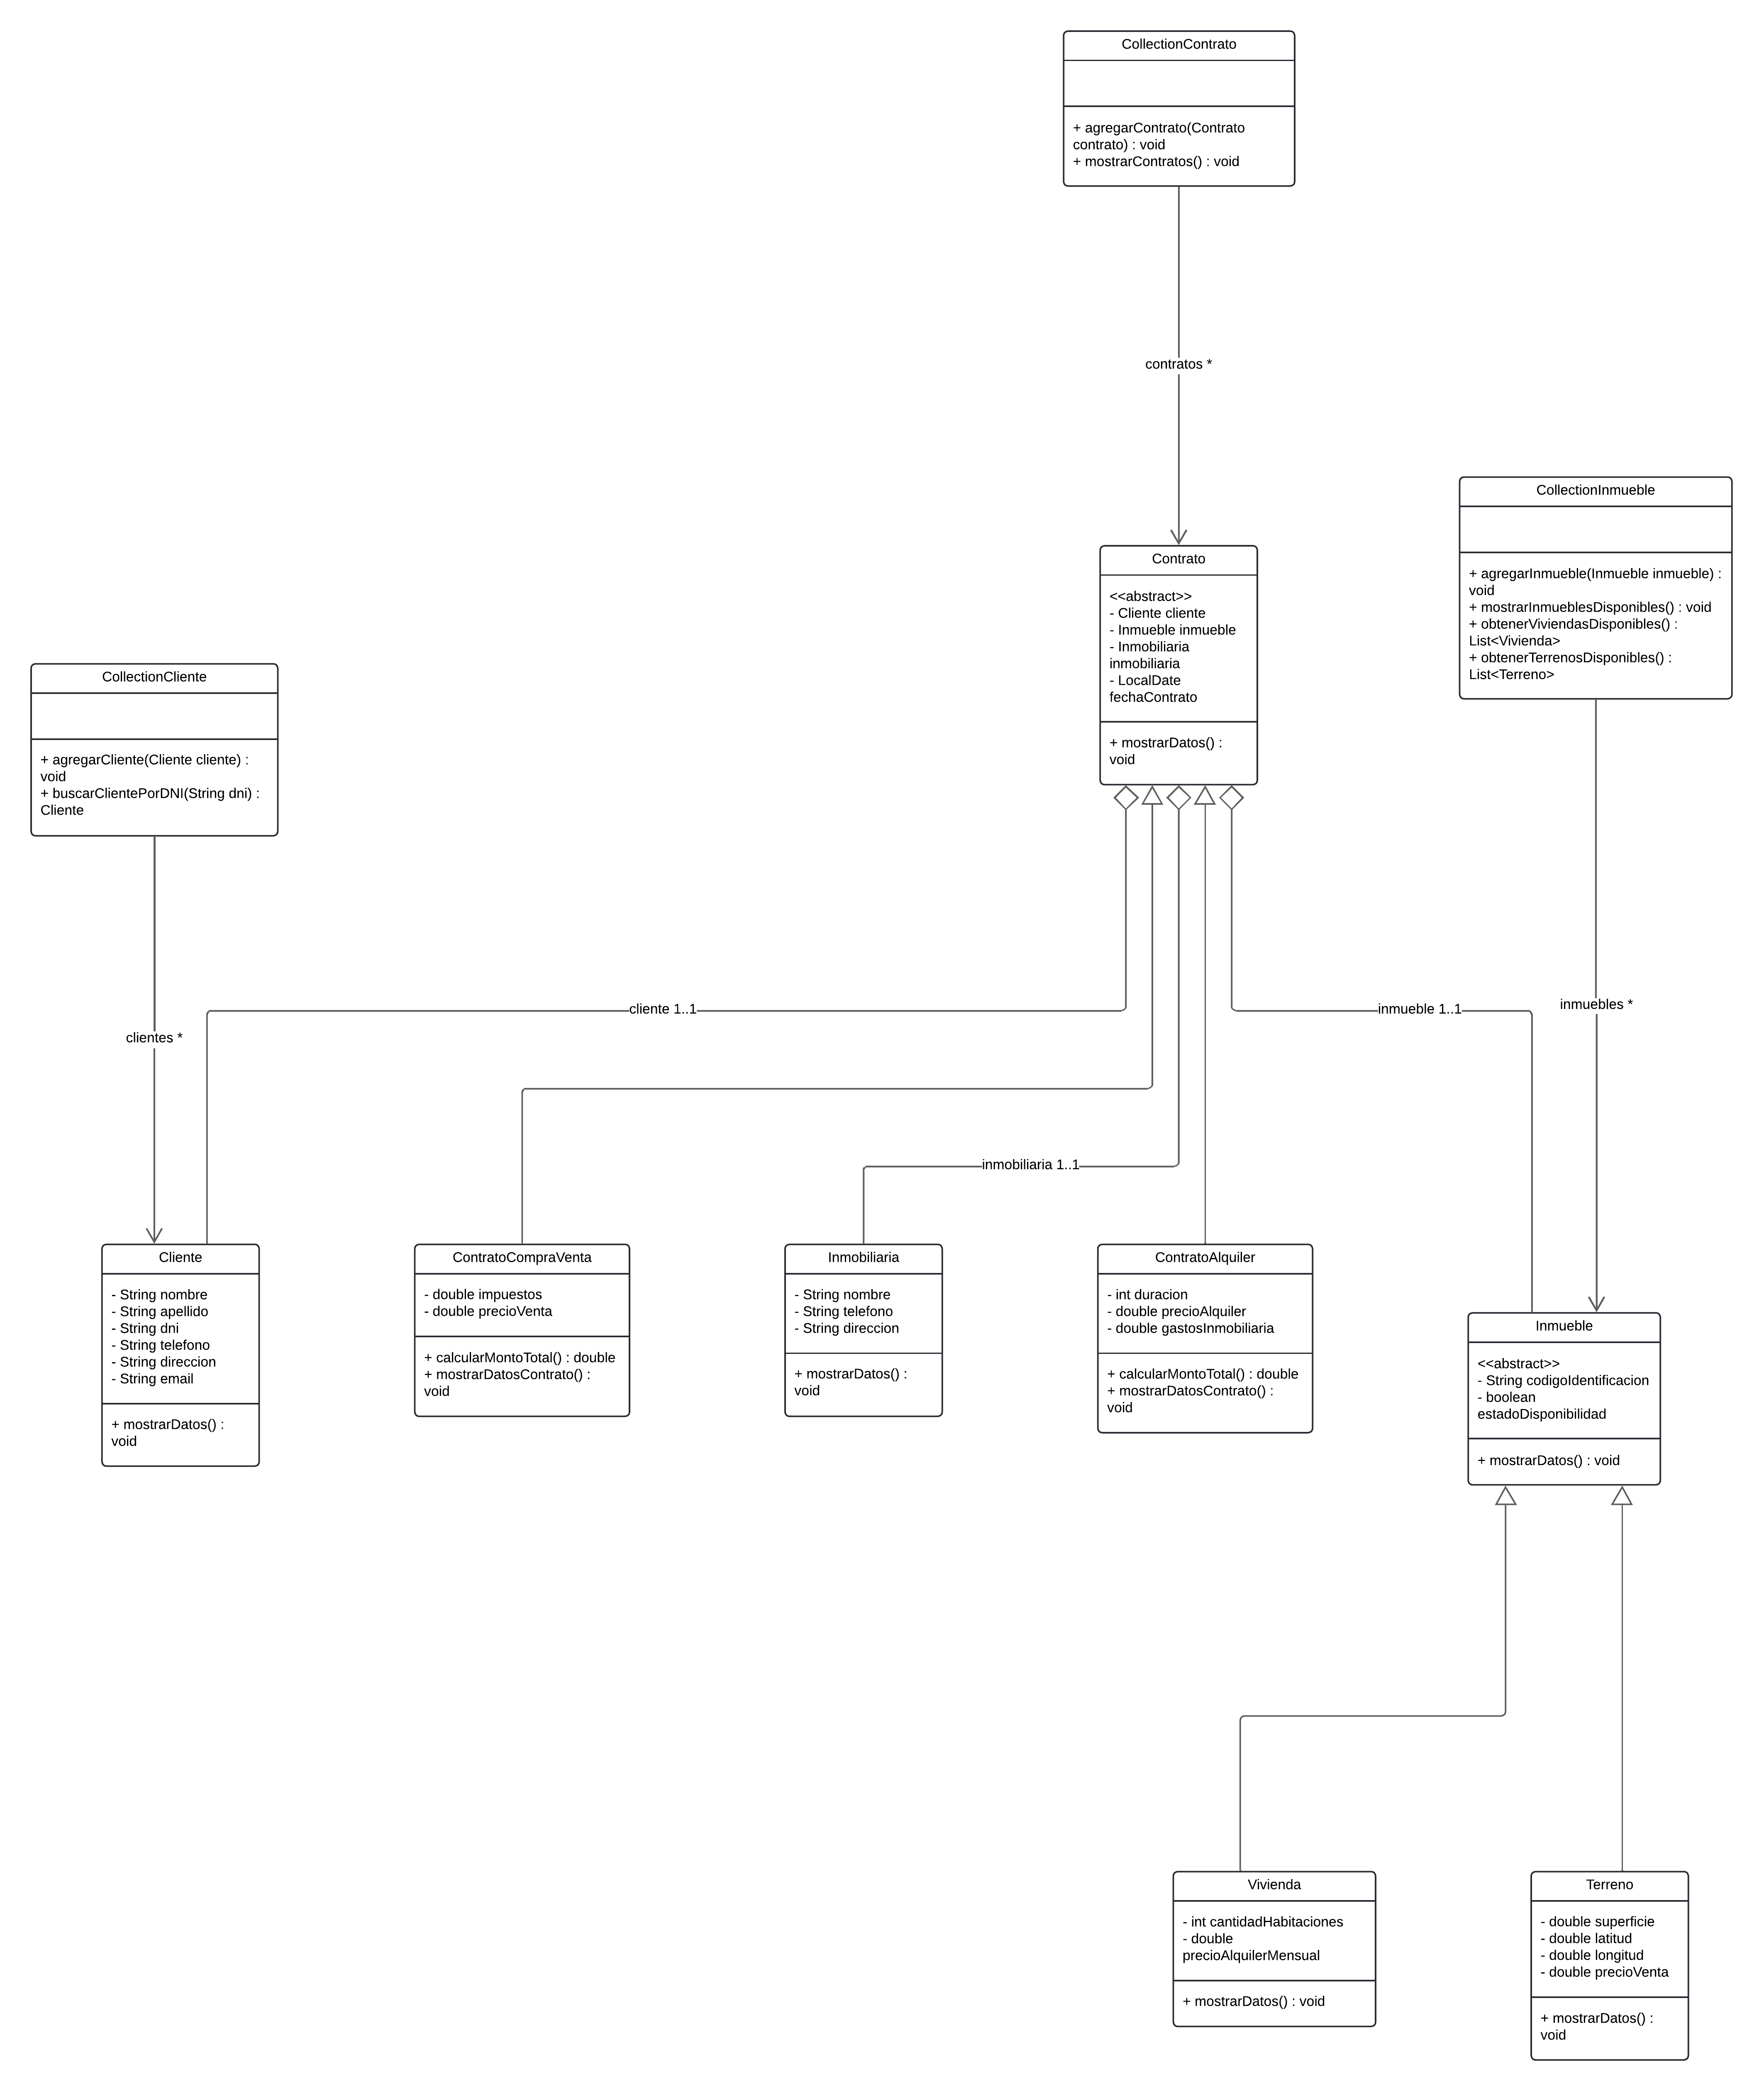 CollectionContrato
+ agregarContrato(Contrato
contrato) : void
+ mostrarContratos() : void
contratos *
CollectionInmueble
+ agregarInmueble(Inmueble inmueble) :
void
+ mostrarInmueblesDisponibles() : void
+ obtenerViviendasDisponibles() :
List<Vivienda>
+ obtenerTerrenosDisponibles() :
List<Terreno>
Contrato
<<abstract>>
- Cliente cliente
- Inmueble inmueble
- Inmobiliaria
inmobiliaria
- LocalDate
fechaContrato
+ mostrarDatos() :
void
CollectionCliente
+ agregarCliente(Cliente cliente) :
void
+ buscarClientePorDNI(String dni) :
Cliente
clientes *
cliente 1..1
inmueble 1..1
inmuebles *
inmobiliaria 1..1
Cliente
- String nombre
- String apellido
- String dni
- String telefono
- String direccion
- String email
+ mostrarDatos() :
void
ContratoCompraVenta
- double impuestos
- double precioVenta
+ calcularMontoTotal() : double
+ mostrarDatosContrato() :
void
Inmobiliaria
- String nombre
- String telefono
- String direccion
+ mostrarDatos() :
void
ContratoAlquiler
- int duracion
- double precioAlquiler
- double gastosInmobiliaria
+ calcularMontoTotal() : double
+ mostrarDatosContrato() :
void
Inmueble
<<abstract>>
- String codigoIdentificacion
- boolean
estadoDisponibilidad
+ mostrarDatos() : void
Vivienda
- int cantidadHabitaciones
- double
precioAlquilerMensual
+ mostrarDatos() : void
Terreno
- double superficie
- double latitud
- double longitud
- double precioVenta
+ mostrarDatos() :
void